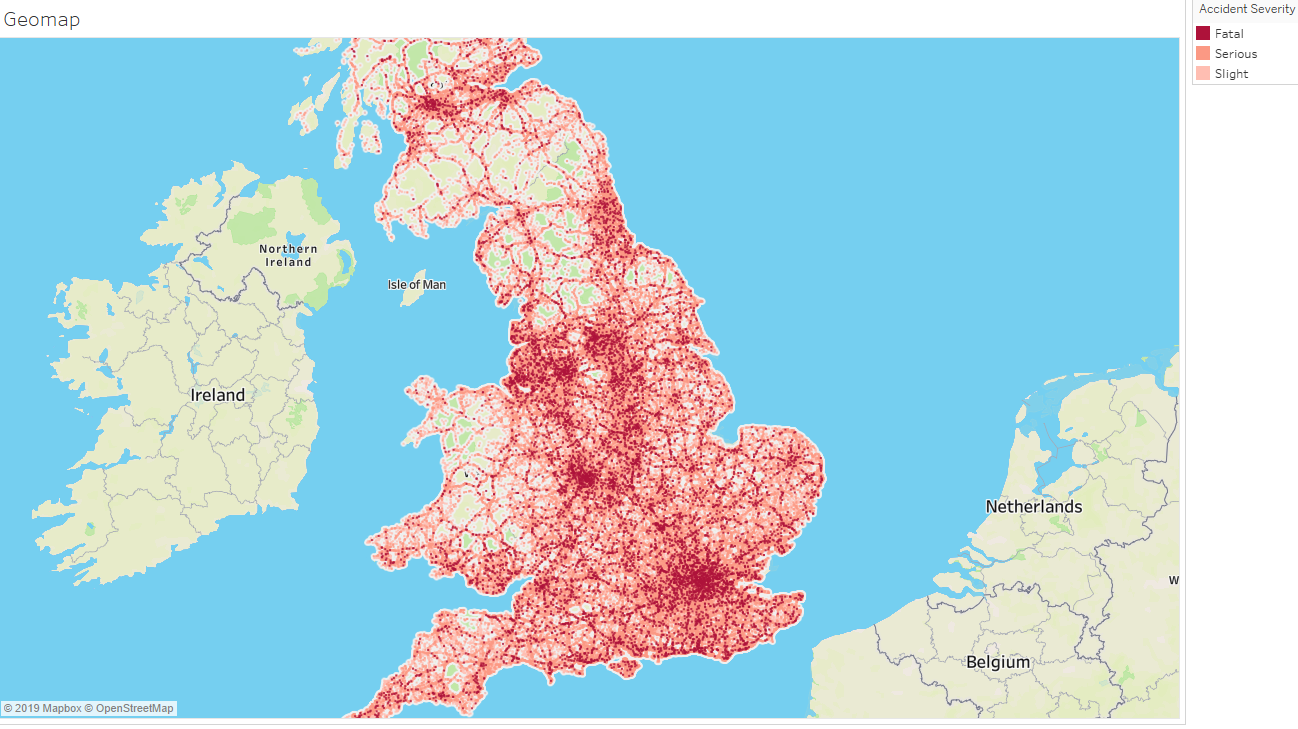 Geomap
Accident Severity
Fatal
Serious
Slight
Northern
Ireland
Isle of Man
Ireland
Netherlands
W
Belgium
© 2019 Mapbox © OpenStreetMap